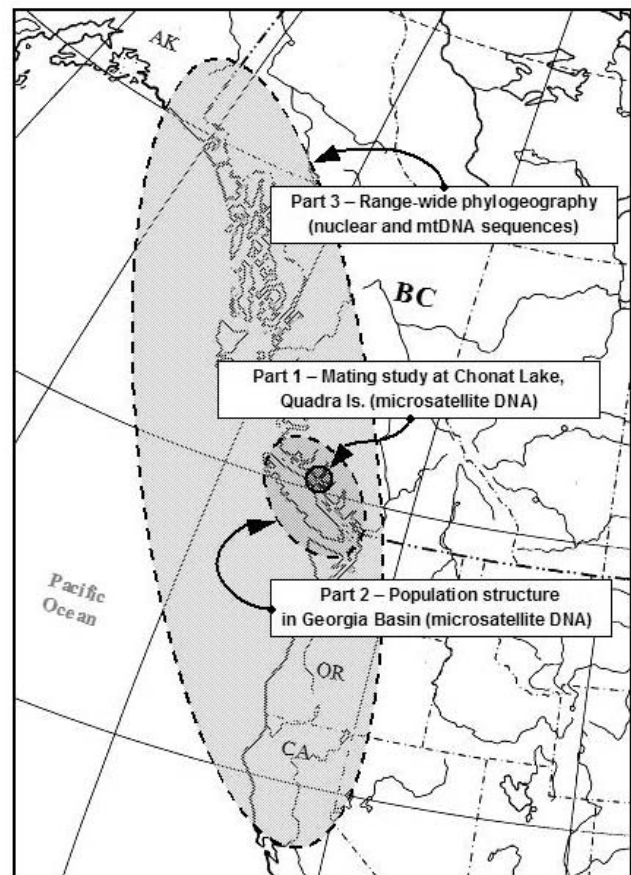 AK
Part 3 – Range-wide phylogeography
(nuclear and mtDNA sequences)
BC
Part 1 – Mating study at Chonat Lake,
Quadra Is. (microsatellite DNA)
Pacific
Ocean
Part 2 – Population structure
in Georgia Basin (microsatellite DNA)
OR
CA